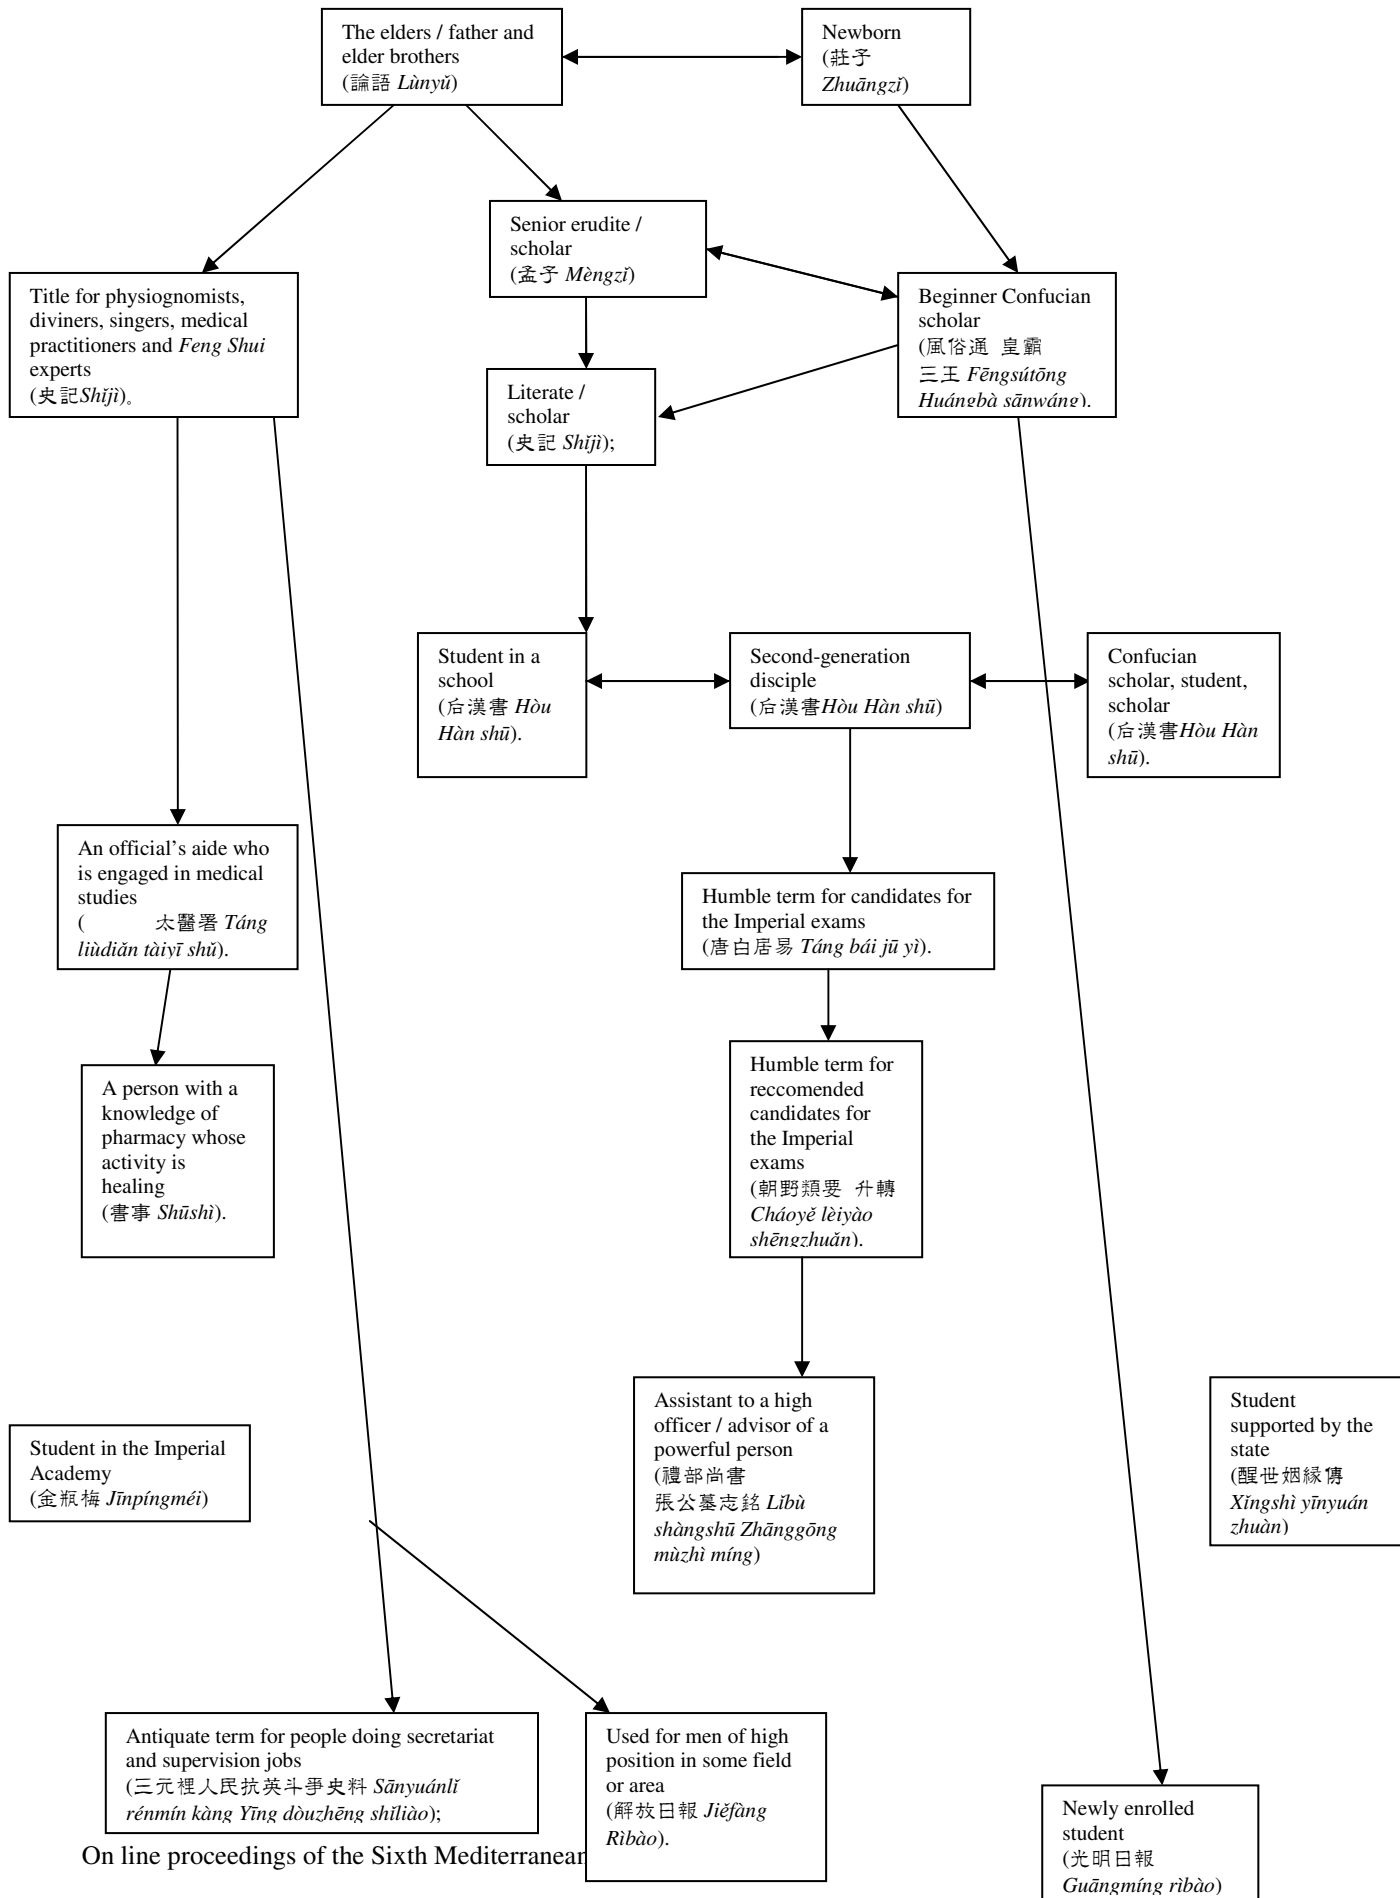 The elders / father and
elder brothers
(論語 Lùnyǔ)
Newborn
(莊子
Zhuāngzǐ)
Senior erudite /
scholar
(孟子 Mèngzǐ)
Title for physiognomists,
diviners, singers, medical
practitioners and Feng Shui
experts
(史記Shǐjì)。
Beginner Confucian
scholar
(風俗通 皇霸
三王 Fēngsútōng
Huángbà sānwáng).
Literate /
scholar
(史記 Shǐjì);
Student in a
school
(后漢書 Hòu
Hàn shū).
Second-generation
disciple
(后漢書Hòu Hàn shū)
Confucian
scholar, student,
scholar
(后漢書Hòu Hàn
shū).
An official's aide who
is engaged in medical
studies
( 太醫署 Táng
liùdiǎn tàiyī shǔ).
Humble term for candidates for
the Imperial exams
(唐白居易 Táng bái jū yì).
A person with a
knowledge of
pharmacy whose
activity is
healing
(書事 Shūshì).
Humble term for
reccomended
candidates for
the Imperial
exams
(朝野類要 升轉
Cháoyě lèiyào
shēngzhuǎn).
Student in the Imperial
Academy
(金瓶梅 Jīnpíngméi)
Assistant to a high
officer / advisor of a
powerful person
(禮部尚書
張公墓志銘 Lǐbù
shàngshū Zhānggōng
mùzhì míng)
Student
supported by the
state
(醒世姻緣傳
Xǐngshì yīnyuán
zhuàn)
Antiquate term for people doing secretariat
and supervision jobs
(三元裡人民抗英斗爭史料 Sānyuánlǐ
rénmín kàng Yīng dòuzhēng shǐliào);
Used for men of high
position in some field
or area
(解放日報 Jiěfàng
Rìbào).
Newly enrolled
student
(光明日報
Guāngmíng rìbào)
On line proceedings of the Sixth Mediterranean